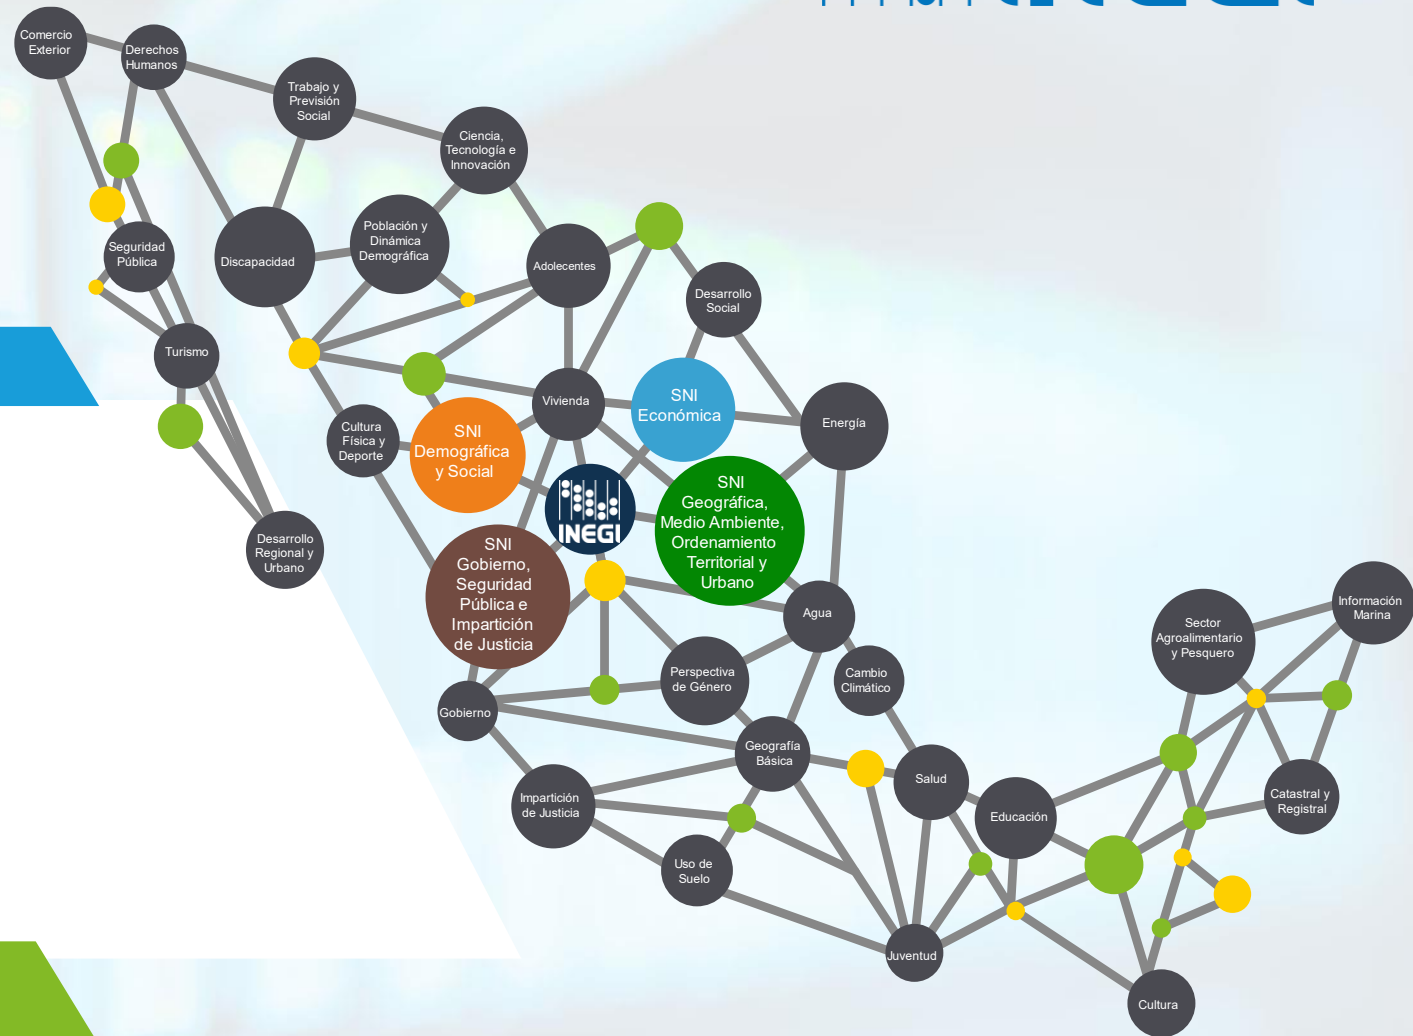 Comercio
Exterior
Derechos
Humanos
Trabajo y
Previsión
Social
Ciencia,
Tecnología e
Innovación
Seguridad
Pública
Discapacidad
Población y
Dinámica
Demográfica
Adolecentes
Desarrollo
Social
Turismo
Vivienda
SNI
Económica
Energía
Cultura
Física y
Deporte
SNI
Demográfica
y Social
INEGI
SNI
Geográfica,
Medio Ambiente,
Ordenamiento
Territorial y
Urbano
Desarrollo
Regional y
Urbano
SNI
Gobierno,
Seguridad
Pública e
Impartición
de Justicia
Agua
Sector
Agroalimentario
y Pesquero
Información
Marina
Perspectiva
de Género
Cambio
Climático
Gobierno
Geografía
Básica
Salud
Impartición
de Justicia
Educación
Catastral y
Registral
Uso de
Suelo
Juventud
Cultura